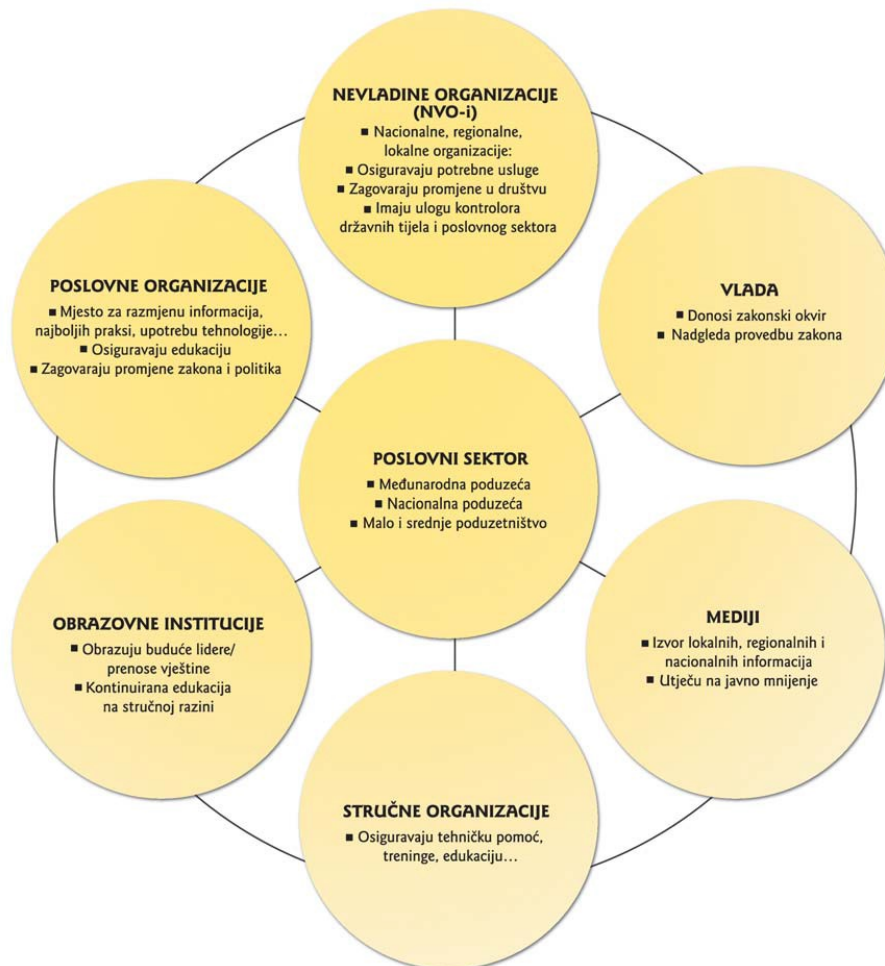 NEVLADINE ORGANIZACIJE
(NVO-i)
■ Nacionalne, regionalne,
lokalne organizacije:
■ Osiguravaju potrebne usluge
■ Zagovaraju promjene u društvu
■ Imaju ulogu kontrolora
državnih tijela i poslovnog sektora
POSLOVNE ORGANIZACIJE
■ Mjesto za razmjenu informacija,
najboljih praksi, upotrebu tehnologije...
■ Osiguravaju edukaciju
■ Zagovaraju promjene zakona i politika
VLADA
■ Donosi zakonski okvir
■ Nadgleda provedbu zakona
POSLOVNI SEKTOR
■ Međunarodna poduzeća
■ Nacionalna poduzeća
■ Malo i srednje poduzetništvo
OBRAZOVNE INSTITUCIJE
■ Obrazuju buduće lidere/
prenose vještine
■ Kontinuirana edukacija
na stručnoj razini
MEDIJI
■ Izvor lokalnih, regionalnih i
nacionalnih informacija
■ Utječu na javno mnijenje
STRUČNE ORGANIZACIJE
■ Osiguravaju tehničku pomoć,
treninge, edukaciju...